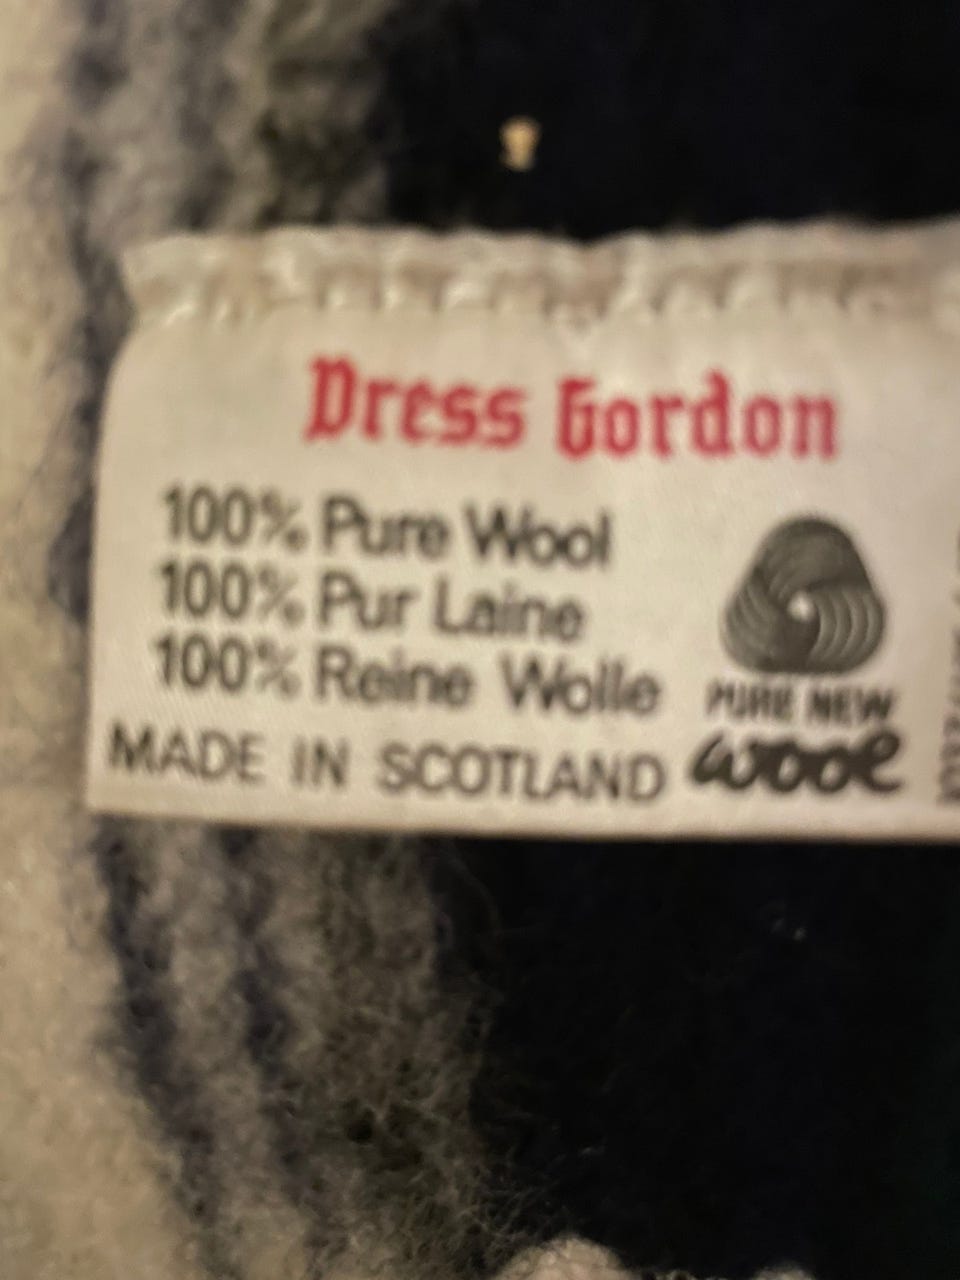 Dress Gordon
100% Pure Wool
100% Pur Laine
100% Reine Wolle
MADE IN SCOTLAND
PURE NEW
WOOL